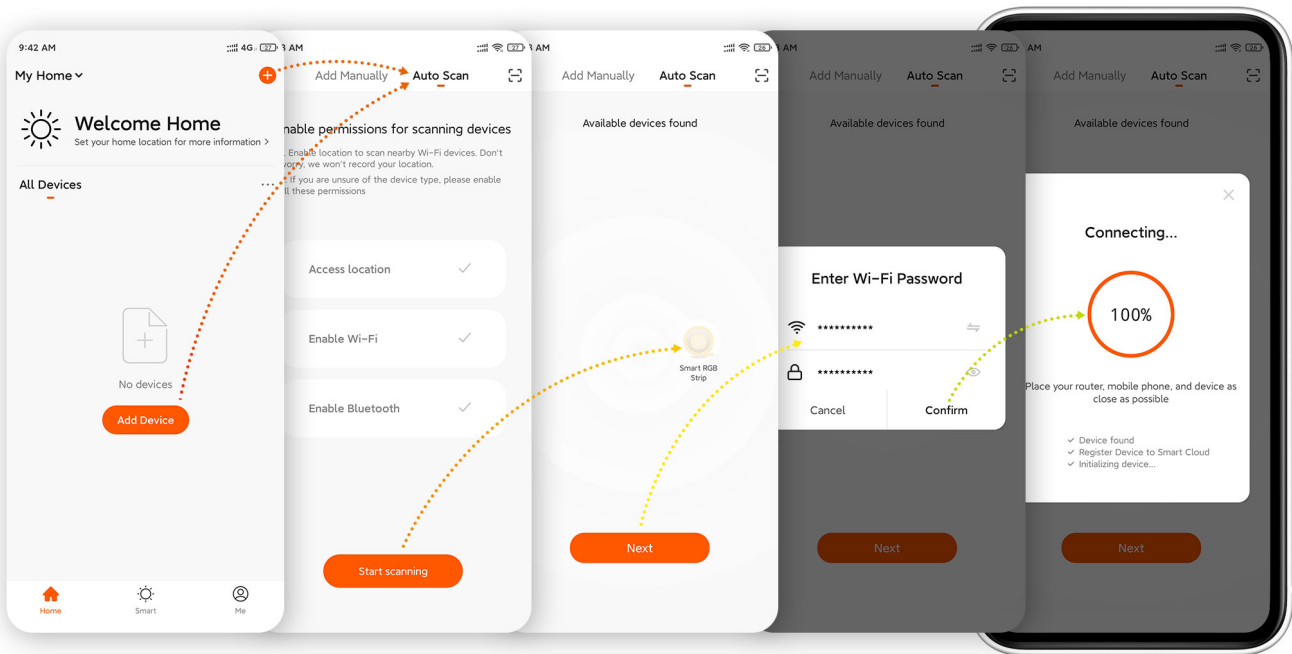 9:42 AM
4G
27
My Home
Welcome Home
Set your home location for more information >
All Devices
No devices
Add Device
Home
Smart
Me
3 AM
27
Add Manually
Auto Scan
nable permissions for scanning devices
. Enable location to scan nearby Wi-Fi devices. Don't
worry, we won't record your location.
If you are unsure of the device type, please enable
ll these permissions
Access location
Enable Wi-Fi
Enable Bluetooth
Start scanning
3 AM
26
Add Manually
Auto Scan
Available devices found
Smart RGB
Strip
Next
AM
26
Add Manually
Auto Scan
Available devices found
Enter Wi-Fi Password
**********
**********
Cancel
Confirm
Next
AM
26
Add Manually
Auto Scan
Available devices found
Connecting...
100%
Place your router, mobile phone, and device as
close as possible
Device found
Register Device to Smart Cloud
Initializing device...
Next